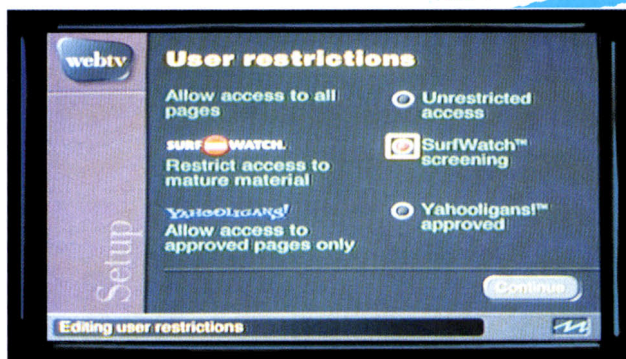 webtv
User restrictions
Allow access to all
pages
Unrestricted
access
SURF WATCH.
Restrict access to
mature material
SurfWatch™
screening
YAHOOLIGANS!
Allow access to
approved pages only
Yahooligans!™
approved
Setup
Continue
Editing user restrictions